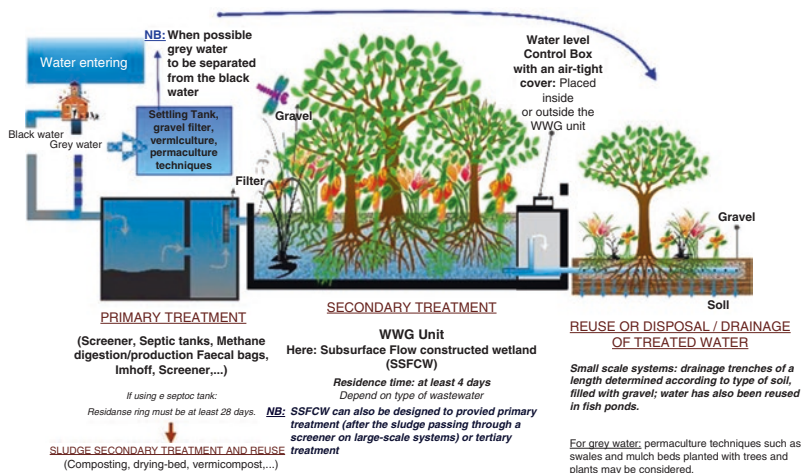 NB: When possible
grey water
to be separated
from the black
water
Water level
Control Box
with an air-tight
cover: Placed
inside
or outside the
WWG unit
Water entering
Black water
Grey water
Settling Tank,
gravel filter,
vermiculture,
permaculture
techniques
Gravel
Filter
Gravel
Soil
PRIMARY TREATMENT
(Screener, Septic tanks, Methane
digestion/production Faecal bags,
Imhoff, Screener,...)
If using e septoc tank:
Residanse ring must be at least 28 days.
SLUDGE SECONDARY TREATMENT AND REUSE
(Composting, drying-bed, vermicompost,...)
SECONDARY TREATMENT
WWG Unit
Here: Subsurface Flow constructed wetland
(SSFCW)
Residence time: at least 4 days
Depend on type of wastewater
NB: SSFCW can also be designed to provied primary
treatment (after the sludge passing through a
screener on large-scale systems) or tertiary
treatment
REUSE OR DISPOSAL / DRAINAGE
OF TREATED WATER
Small scale systems: drainage trenches of a
length determined according to type of soil,
filled with gravel; water has also been reused
in fish ponds.
For grey water: permaculture techniques such as
swales and mulch beds planted with trees and
plants may be considered.